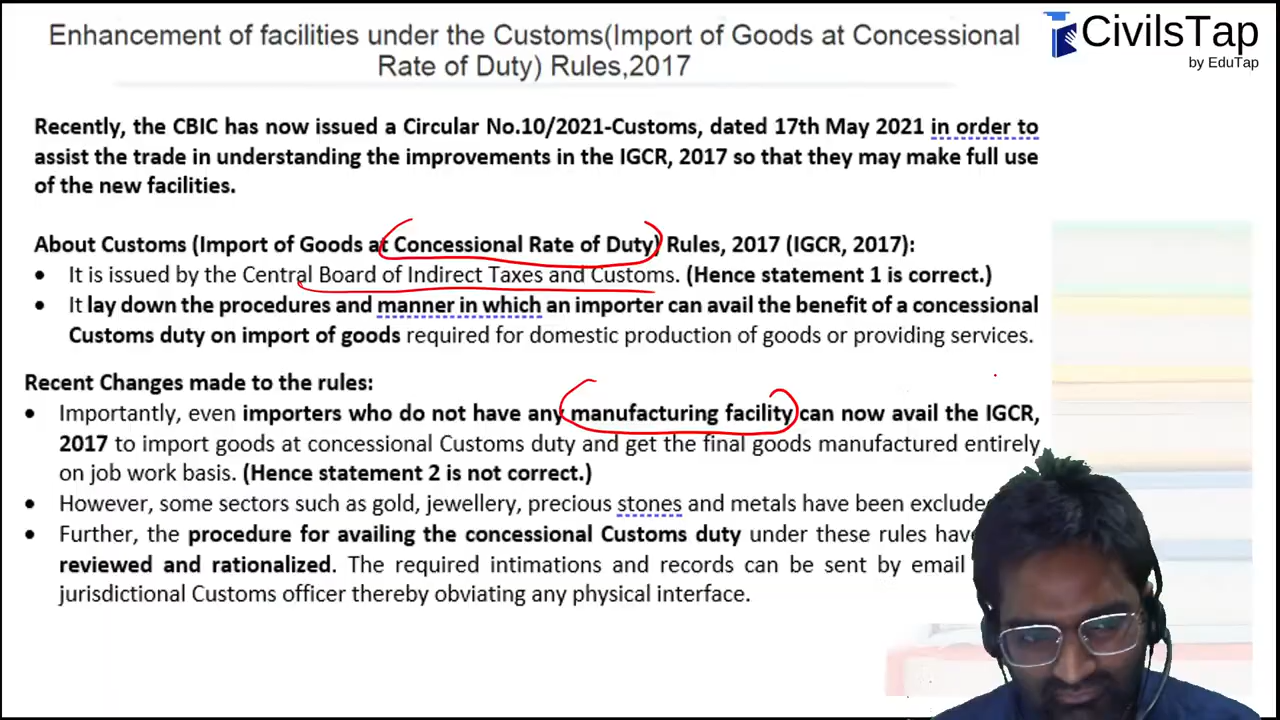 Enhancement of facilities under the Customs(Import of Goods at Concessional
Rate of Duty) Rules,2017
CivilsTap
by EduTap
Recently, the CBIC has now issued a Circular No.10/2021-Customs, dated 17th May 2021 in order to
assist the trade in understanding the improvements in the IGCR, 2017 so that they may make full use
of the new facilities.
About Customs (Import of Goods at Concessional Rate of Duty) Rules, 2017 (IGCR, 2017):
• It is issued by the Central Board of Indirect Taxes and Customs. (Hence statement 1 is correct.)
• It lay down the procedures and manner in which an importer can avail the benefit of a concessional
Customs duty on import of goods required for domestic production of goods or providing services.
Recent Changes made to the rules:
• Importantly, even importers who do not have any manufacturing facility can now avail the IGCR,
2017 to import goods at concessional Customs duty and get the final goods manufactured entirely
on job work basis. (Hence statement 2 is not correct.)
• However, some sectors such as gold, jewellery, precious stones and metals have been
• Further, the procedure for availing the concessional Customs duty under these rules
reviewed and rationalized. The required intimations and records can be sent by email
jurisdictional Customs officer thereby obviating any physical interface.